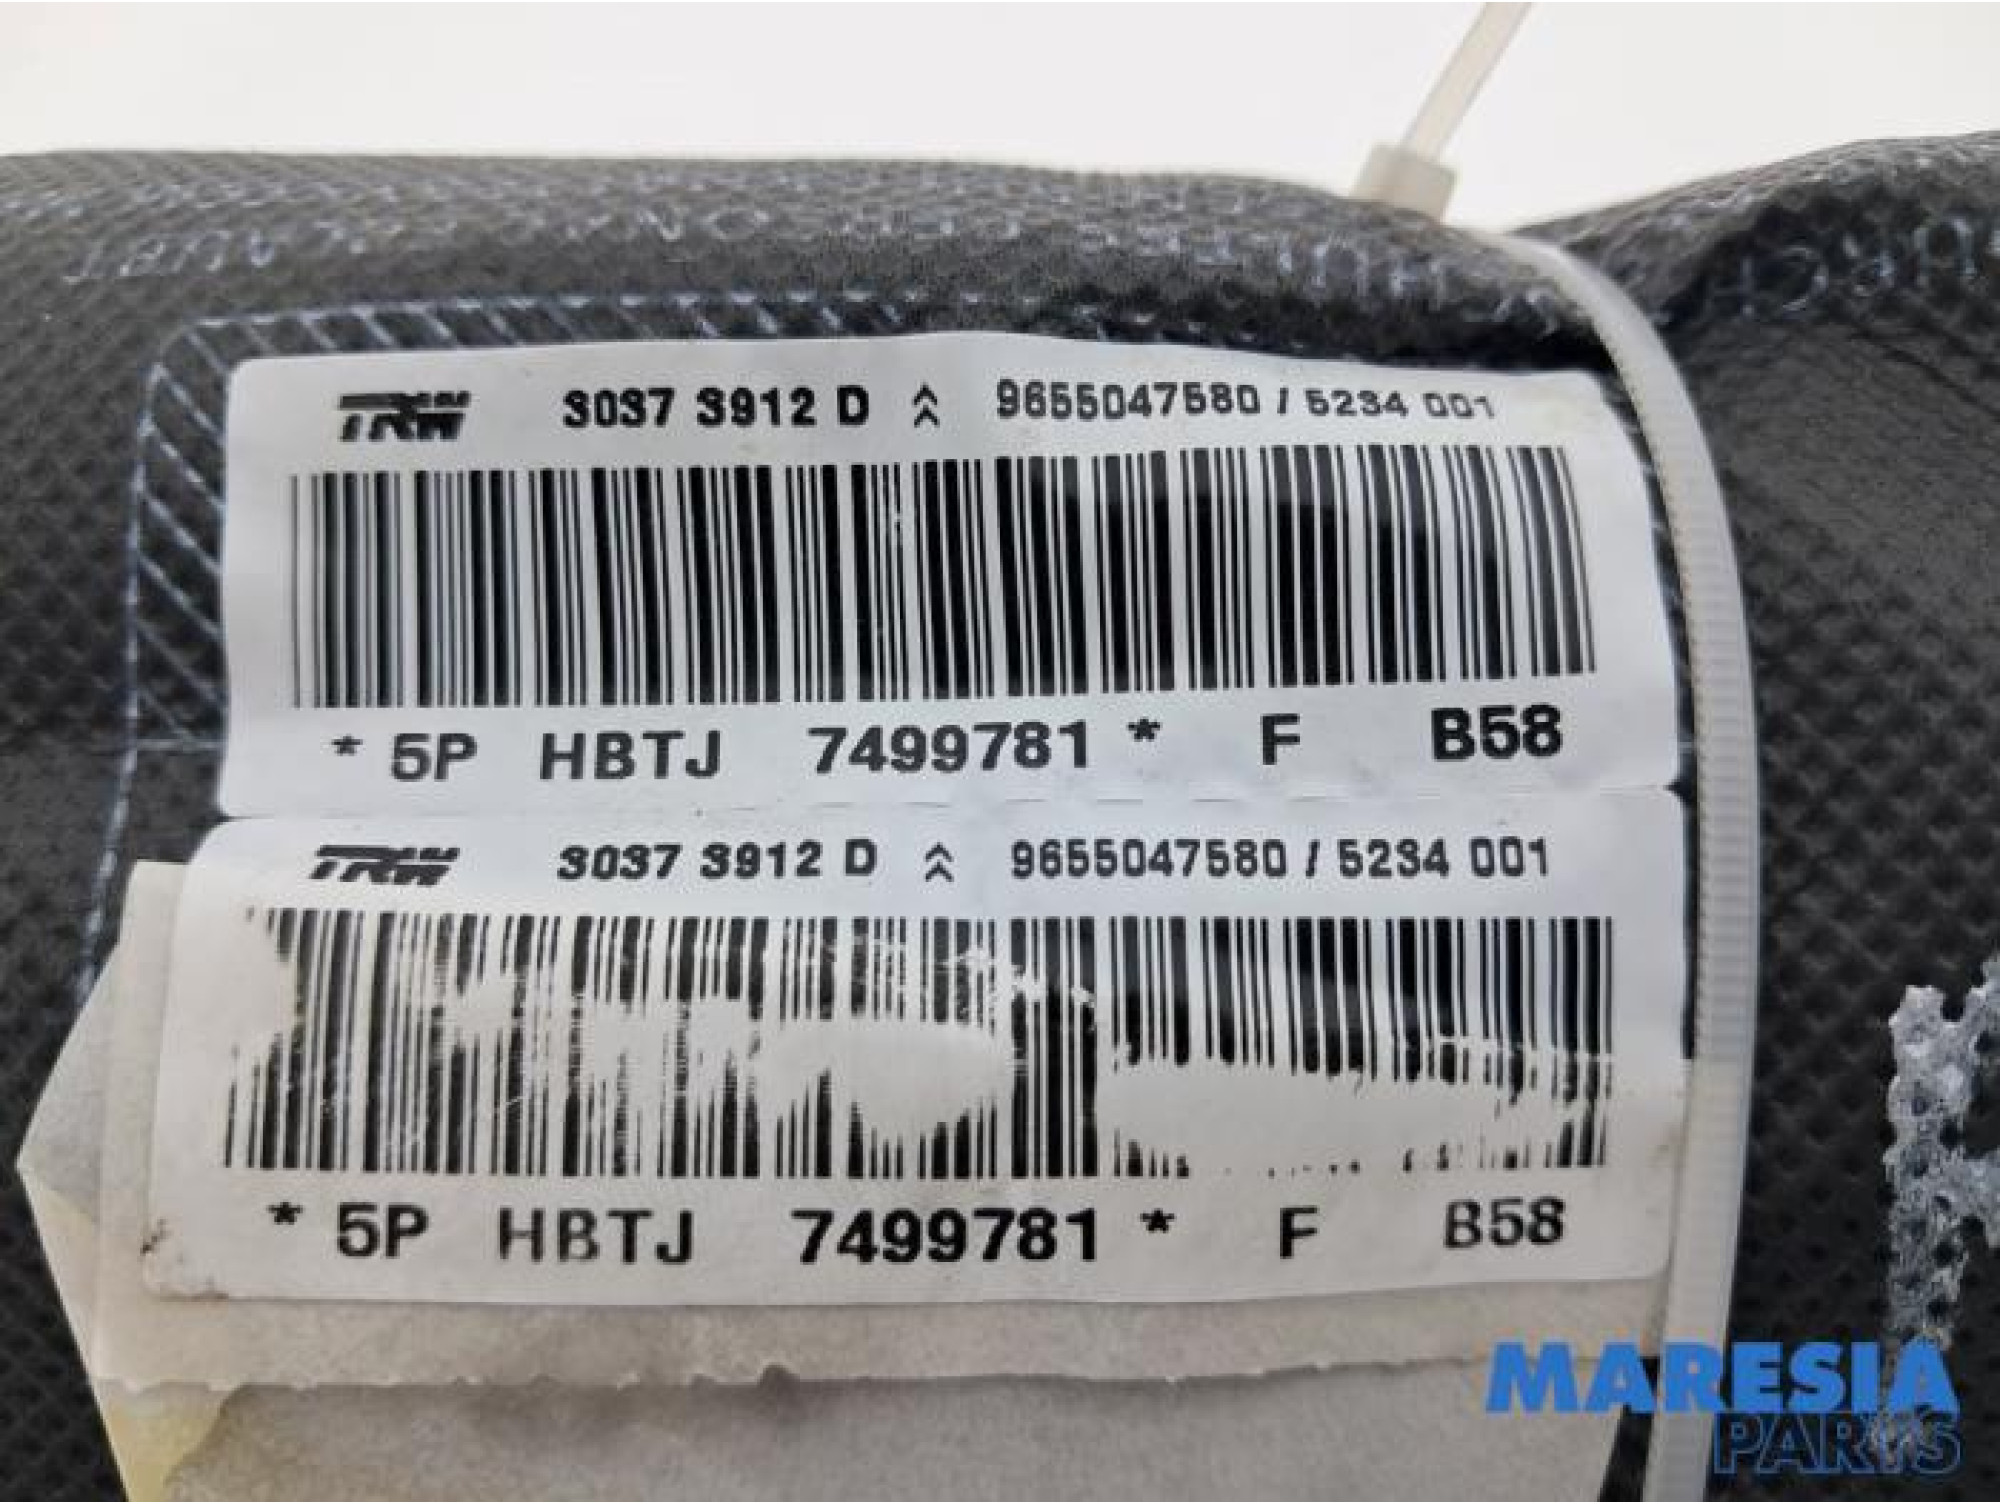 TRW 3037 3912 D 9655047580 / 5234 001
* 5P HBTJ 7499781 * F B58
TRW 3037 3912 D 9655047580 / 5234 001
* 5P HBTJ 7499781 * F B58
MARESIA
PARTS